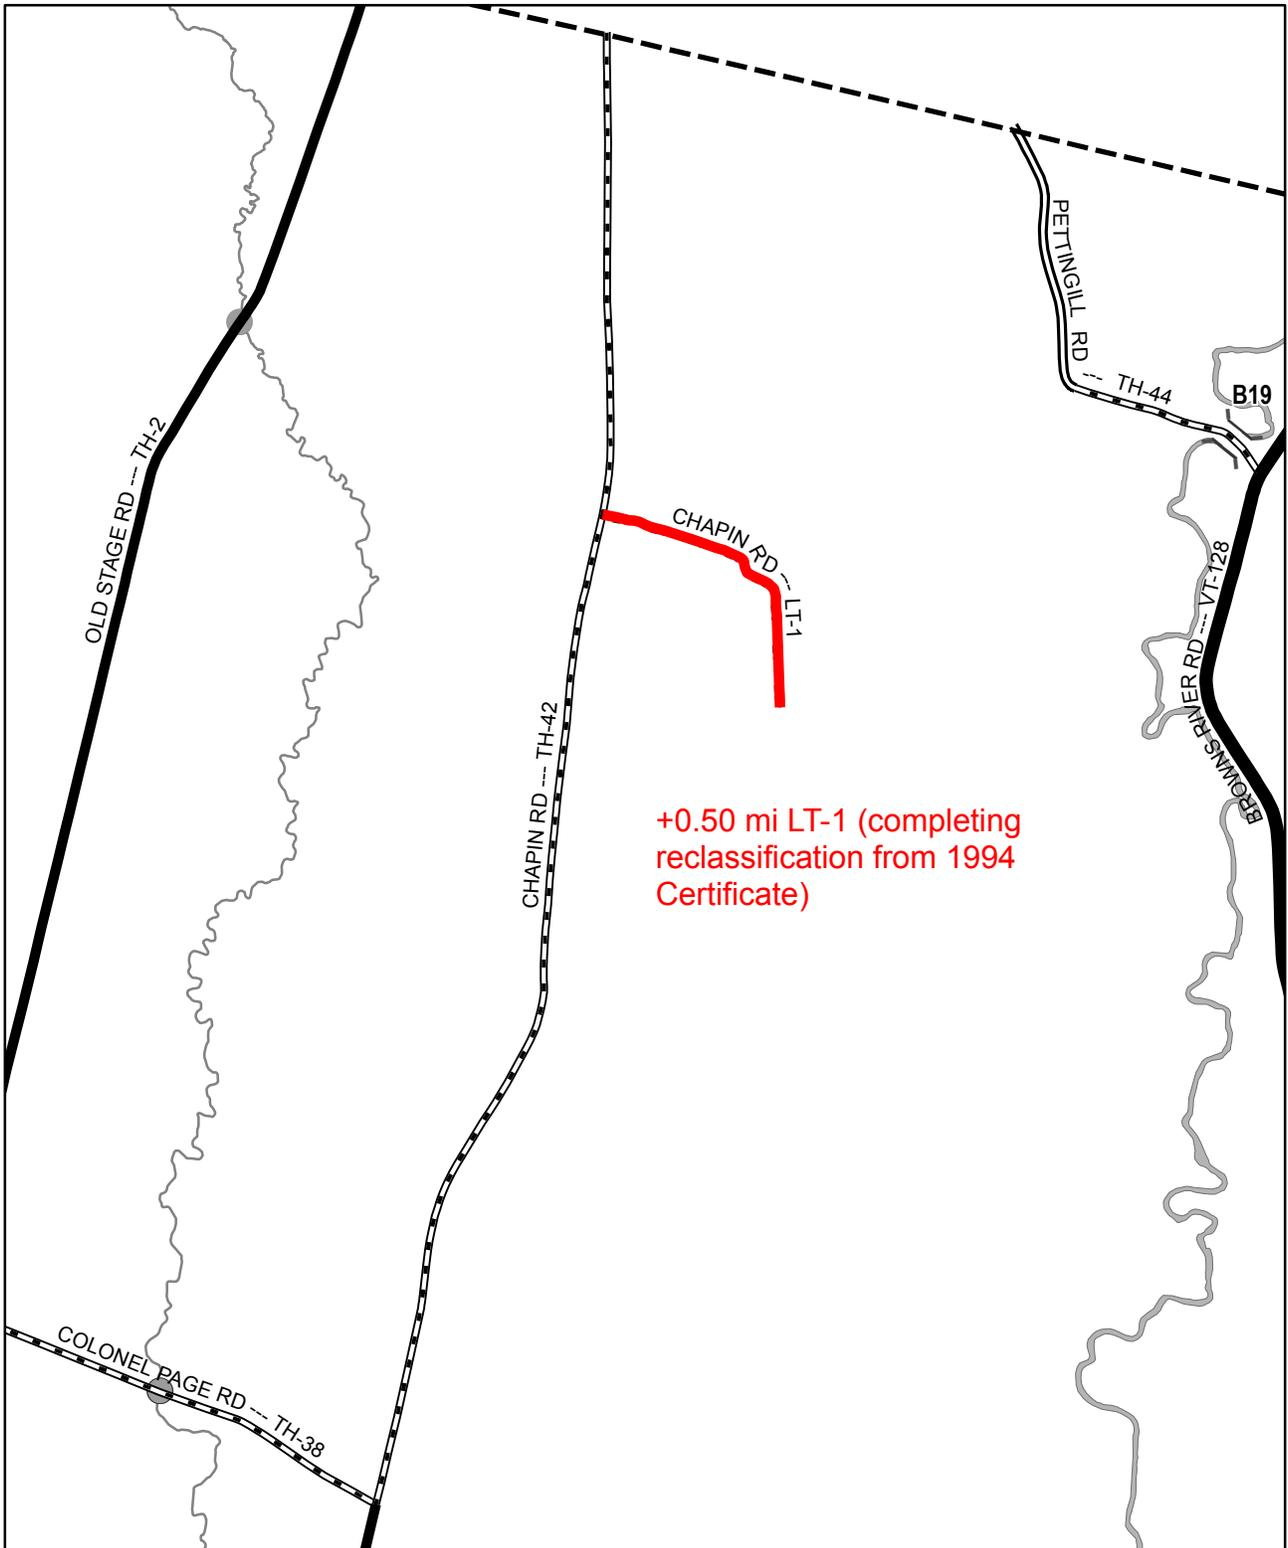 PETTINGILL RD --- TH-44
B19
OLD STAGE RD --- TH-2
CHAPIN RD --- LT-1
BROWNS RIVER RD --- VT-128
CHAPIN RD --- TH-42
+0.50 mi LT-1 (completing
reclassification from 1994
Certificate)
COLONEL PAGE RD --- TH-38